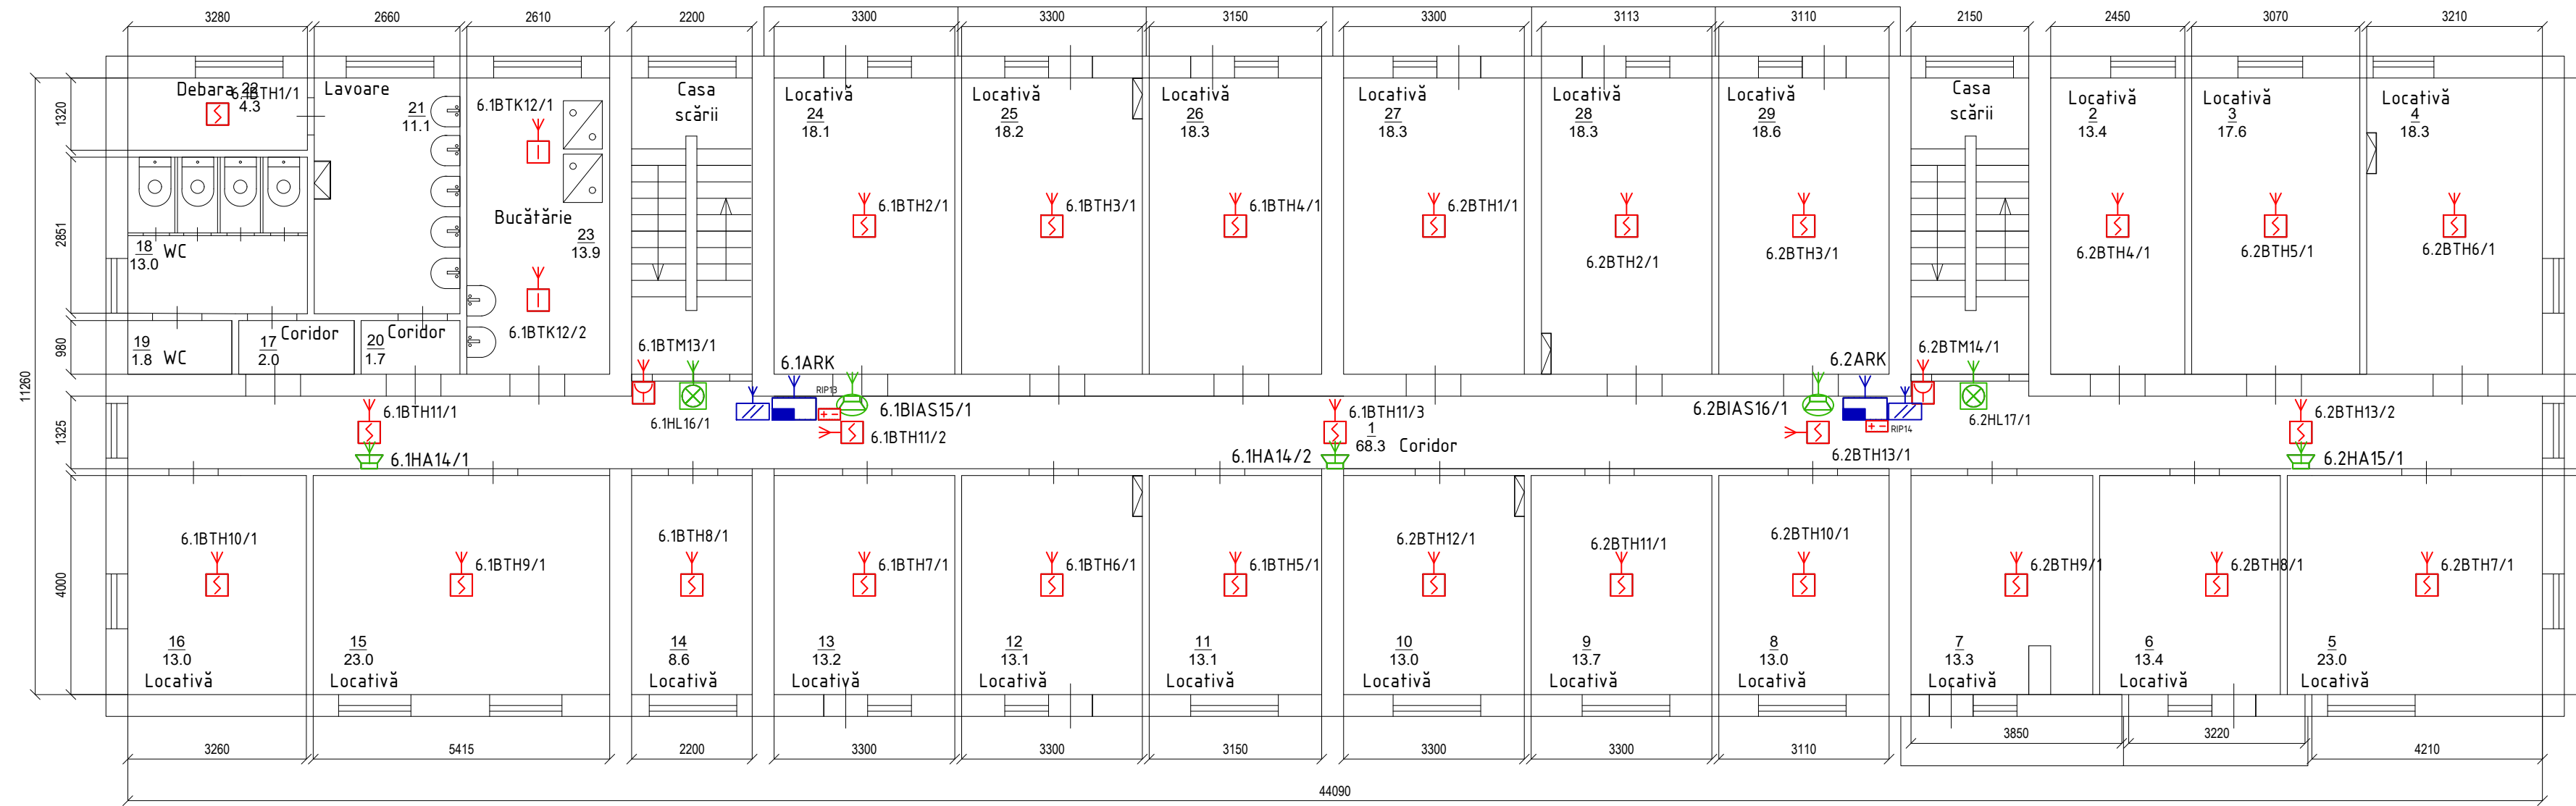 3280 2660 2610 2200 3300 3300 3150 3300 3113 3110 2150 2450 3070 3210
Debara 22 4.3
6.1BTH1/1
Lavoare
21
11.1
6.1BTK12/1
Casa
scării
Locativă
24
18.1
Locativă
25
18.2
Locativă
26
18.3
Locativă
27
18.3
Locativă
28
18.3
Locativă
29
18.6
Casa
scării
Locativă
2
13.4
Locativă
3
17.6
Locativă
4
18.3
1320
2851
980
11260
1325
4000
Bucătărie
23
13.9
6.1BTH2/1
6.1BTH3/1
6.1BTH4/1
6.2BTH1/1
6.2BTH2/1
6.2BTH3/1
6.2BTH4/1
6.2BTH5/1
6.2BTH6/1
18
13.0
WC
6.1BTK12/2
19
1.8
WC
17
2.0
Coridor
20
1.7
Coridor
6.1BTM13/1
6.1ARK
RIP13
6.2ARK
6.2BTM14/1
6.1BTH11/1
6.1HL16/1
6.1BIAS15/1
6.1BTH11/2
6.1BTH11/3
1
68.3
Coridor
6.2BIAS16/1
RIP14
6.2HL17/1
6.2BTH13/2
6.1HA14/1
6.1HA14/2
6.2BTH13/1
6.2HA15/1
6.1BTH10/1
6.1BTH9/1
6.1BTH8/1
6.1BTH7/1
6.1BTH6/1
6.1BTH5/1
6.2BTH12/1
6.2BTH11/1
6.2BTH10/1
6.2BTH9/1
6.2BTH8/1
6.2BTH7/1
16
13.0
Locativă
15
23.0
Locativă
14
8.6
Locativă
13
13.2
Locativă
12
13.1
Locativă
11
13.1
Locativă
10
13.0
Locativă
9
13.7
Locativă
8
13.0
Locativă
7
13.3
Locativă
6
13.4
Locativă
5
23.0
Locativă
3260 5415 2200 3300 3300 3150 3300 3300 3110 3850 3220 4210
44090